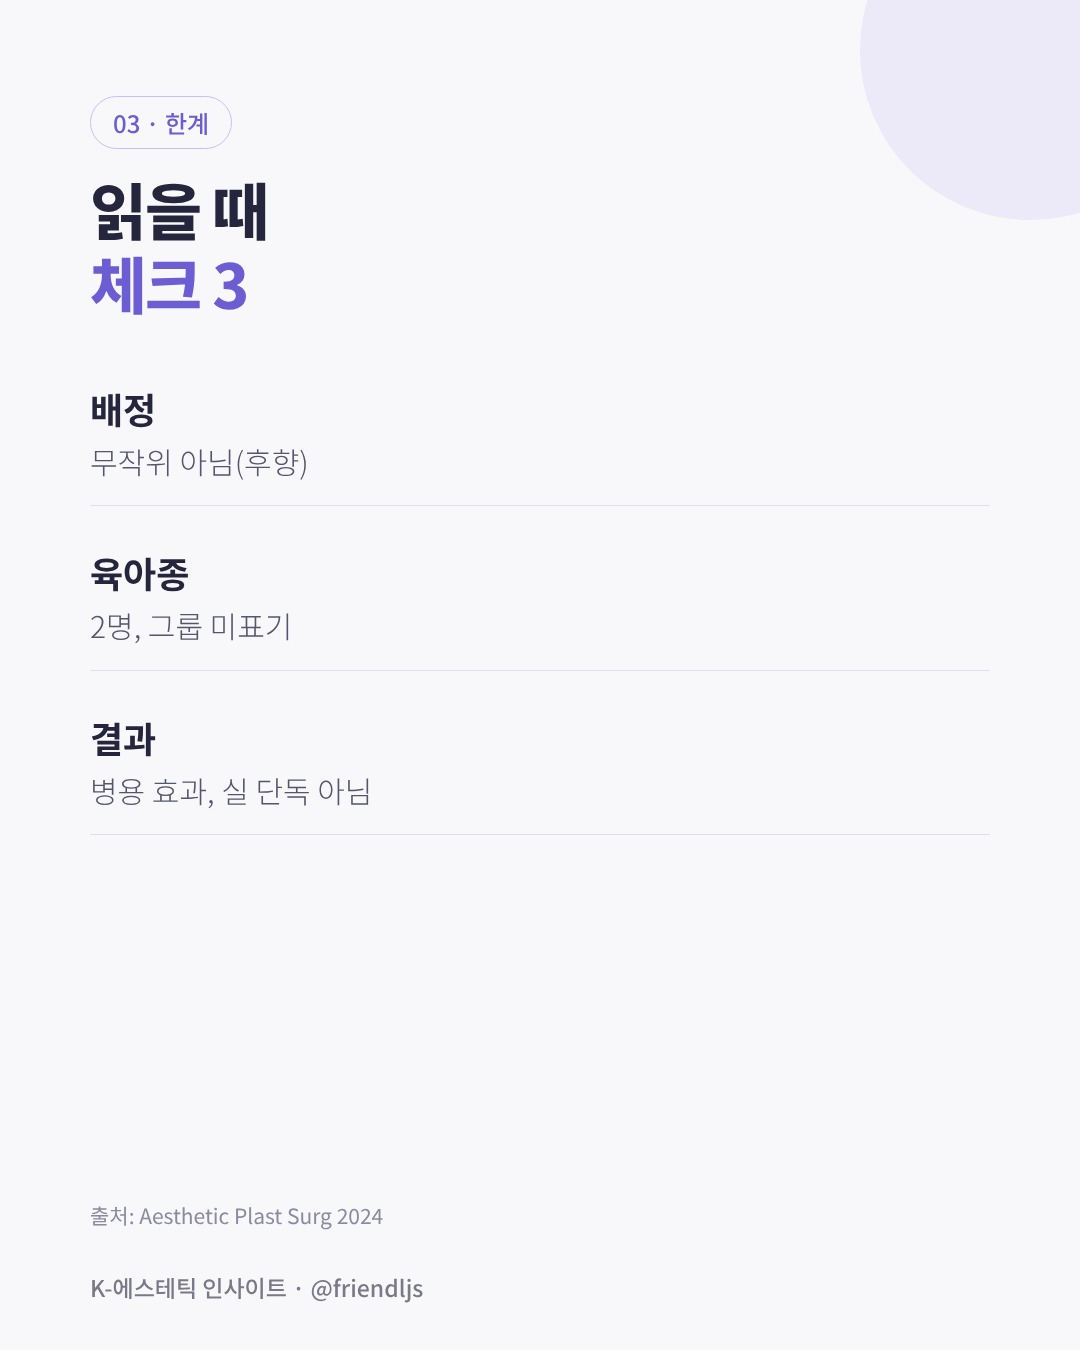 03 · 한계
읽을 때
체크 3
배정
무작위 아님(후향)
육아종
2명, 그룹 미표기
결과
병용 효과, 실 단독 아님
출처: Aesthetic Plast Surg 2024
K-에스테틱 인사이트 · @friendljs